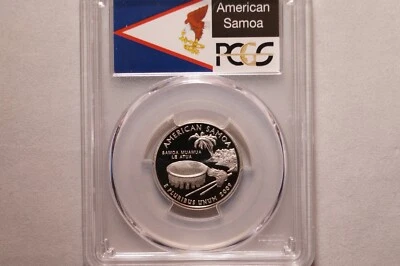 American
Samoa
PCGS
AMERICAN SAMOA
SAMOA MUAMUA
LE ATUA
E PLURIBUS UNUM 2009